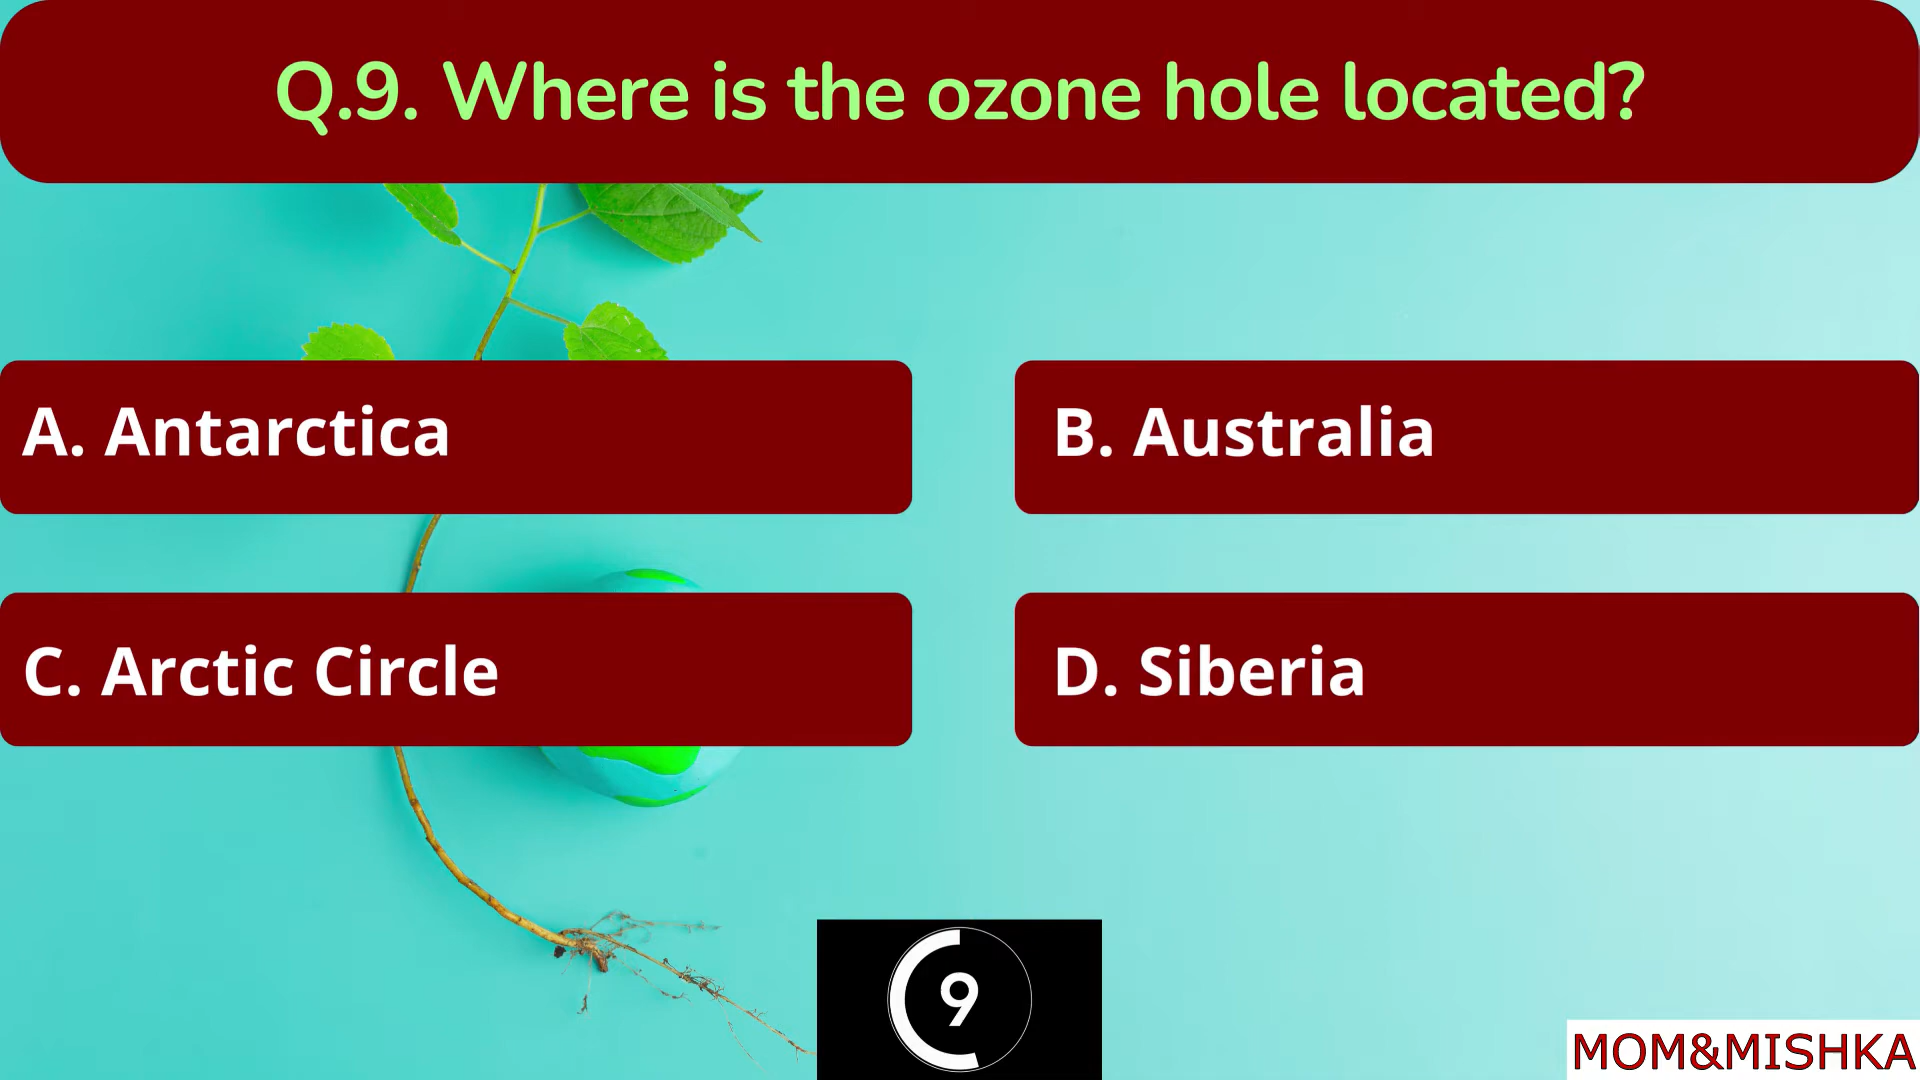 Q.9. Where is the ozone hole located?
A. Antarctica
B. Australia
C. Arctic Circle
D. Siberia
9
MOM&MISHKA